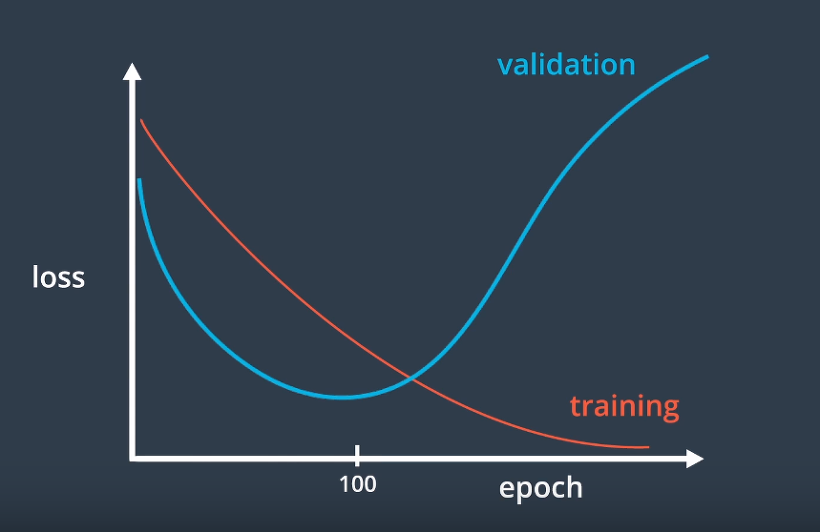 validation
loss
training
100
epoch